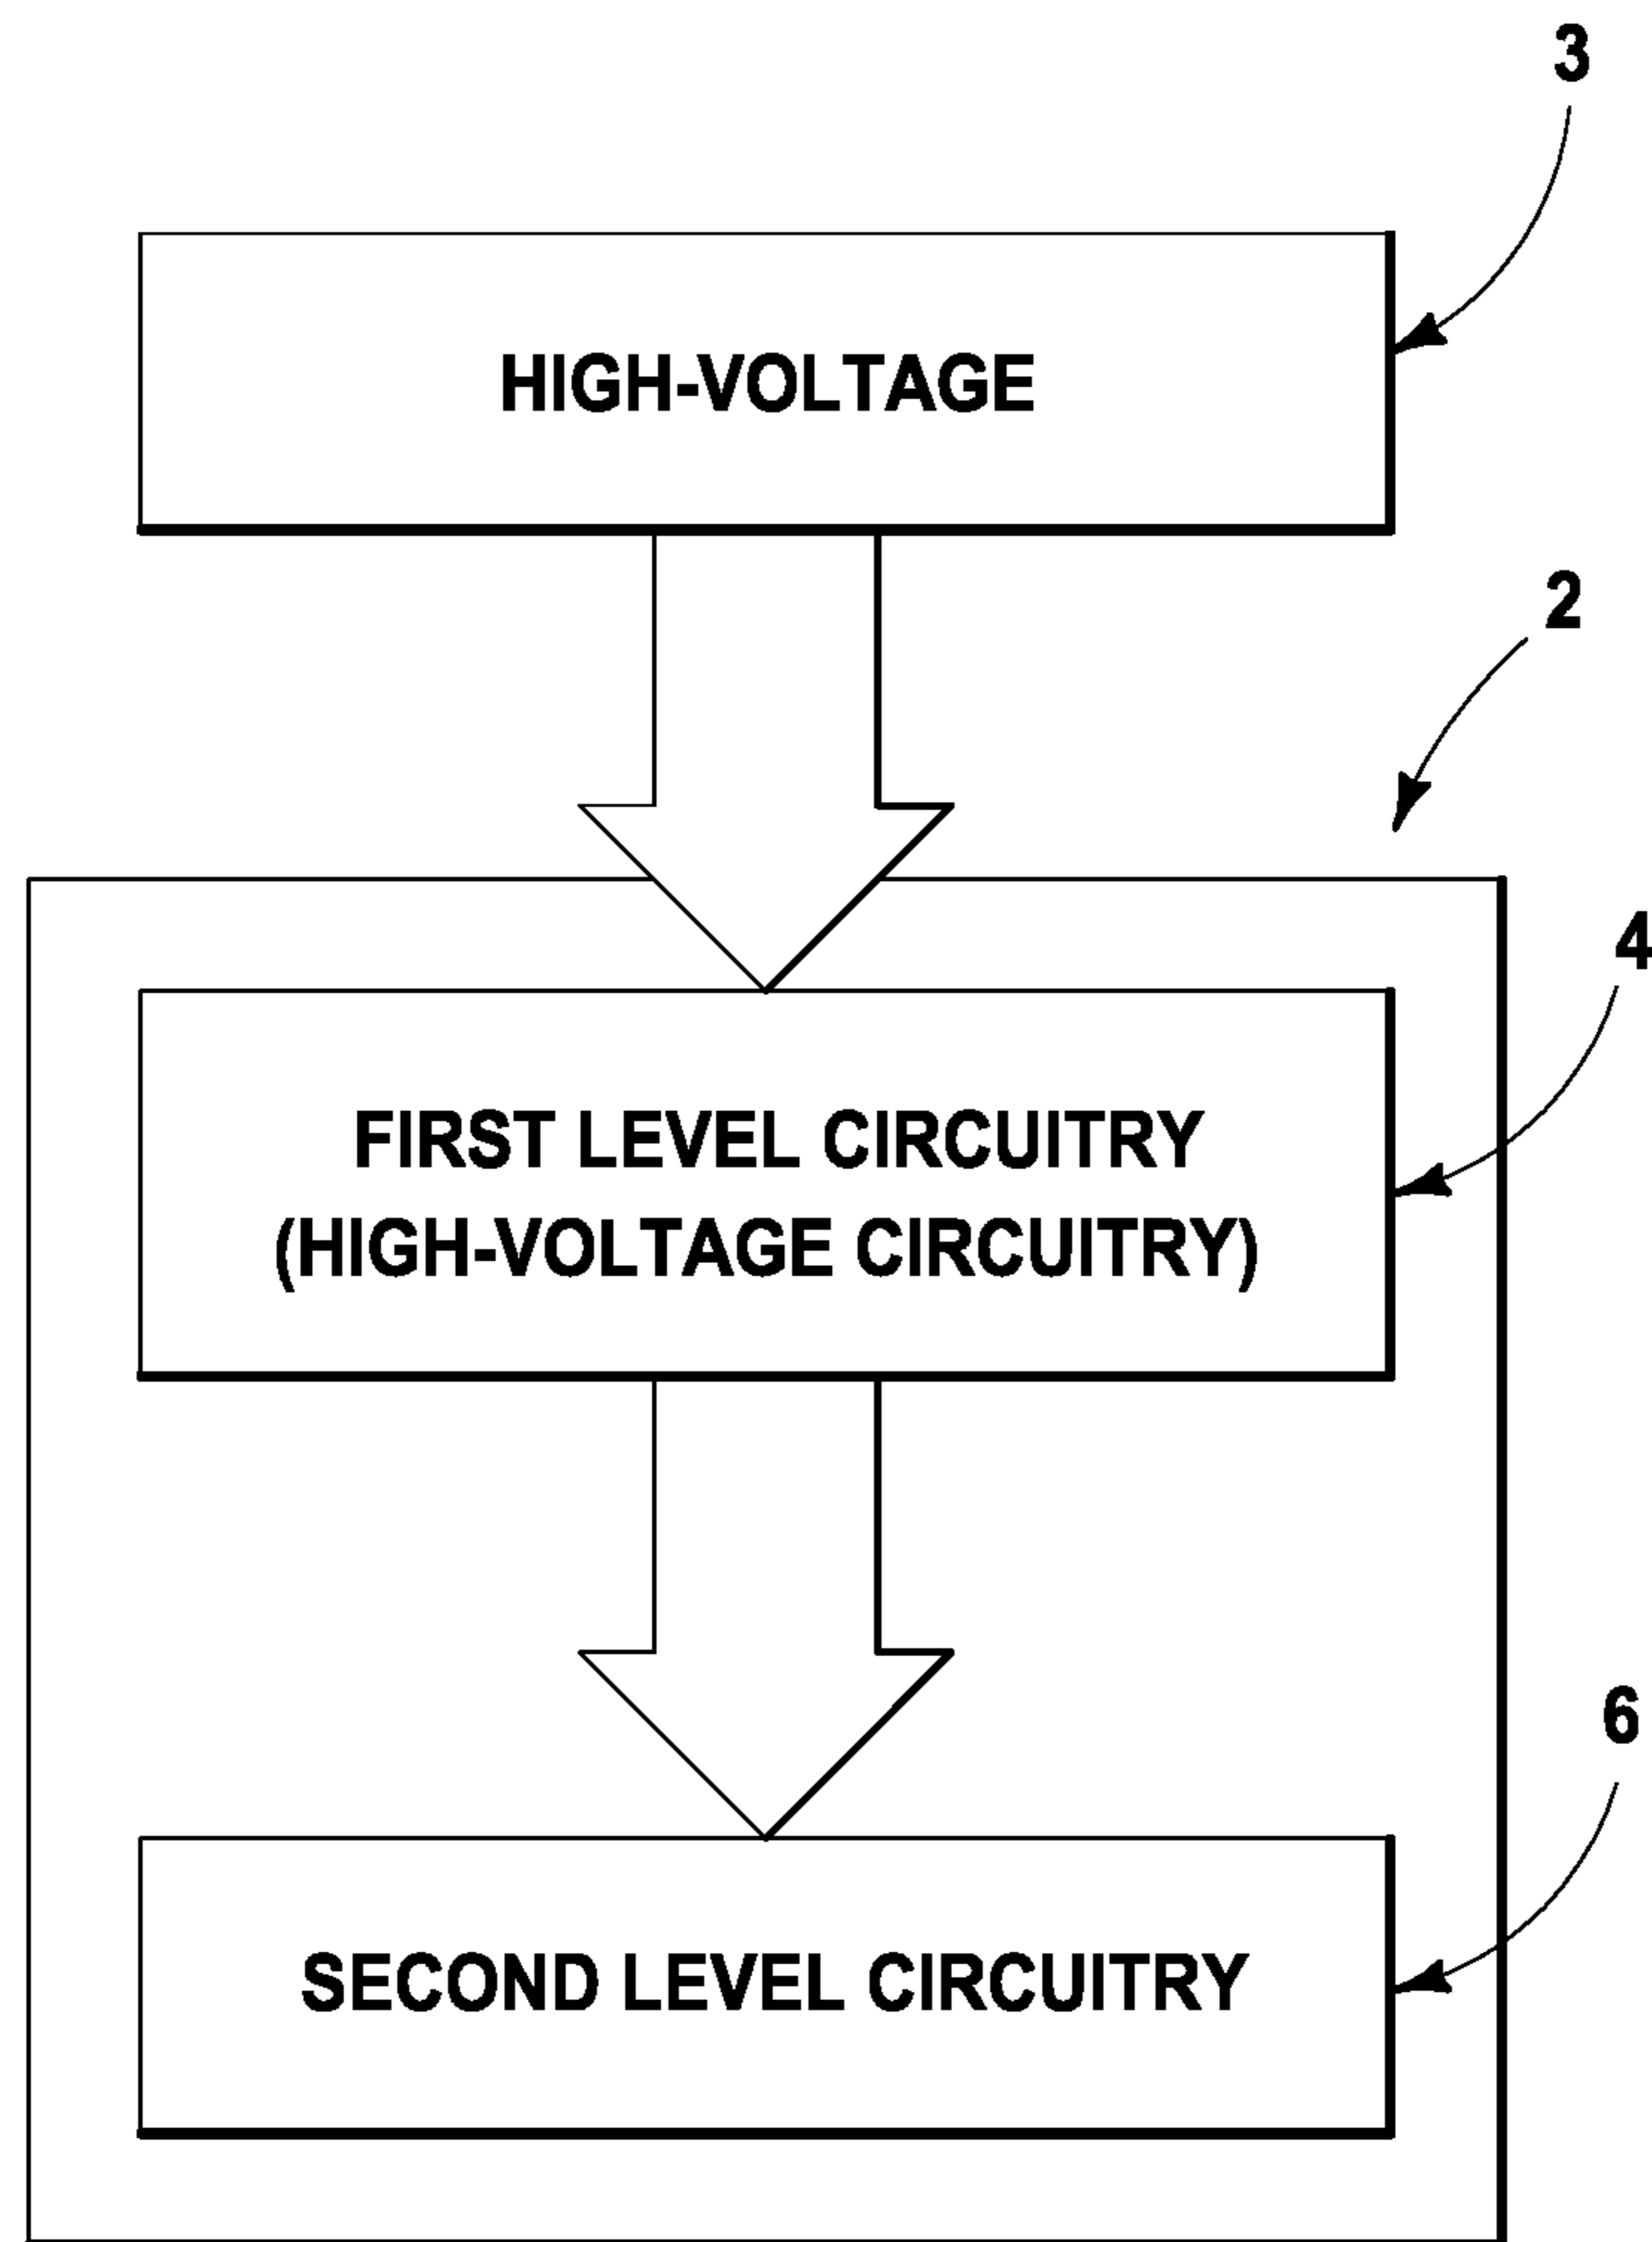 3
HIGH-VOLTAGE
2
4
FIRST LEVEL CIRCUITRY
(HIGH-VOLTAGE CIRCUITRY)
6
SECOND LEVEL CIRCUITRY